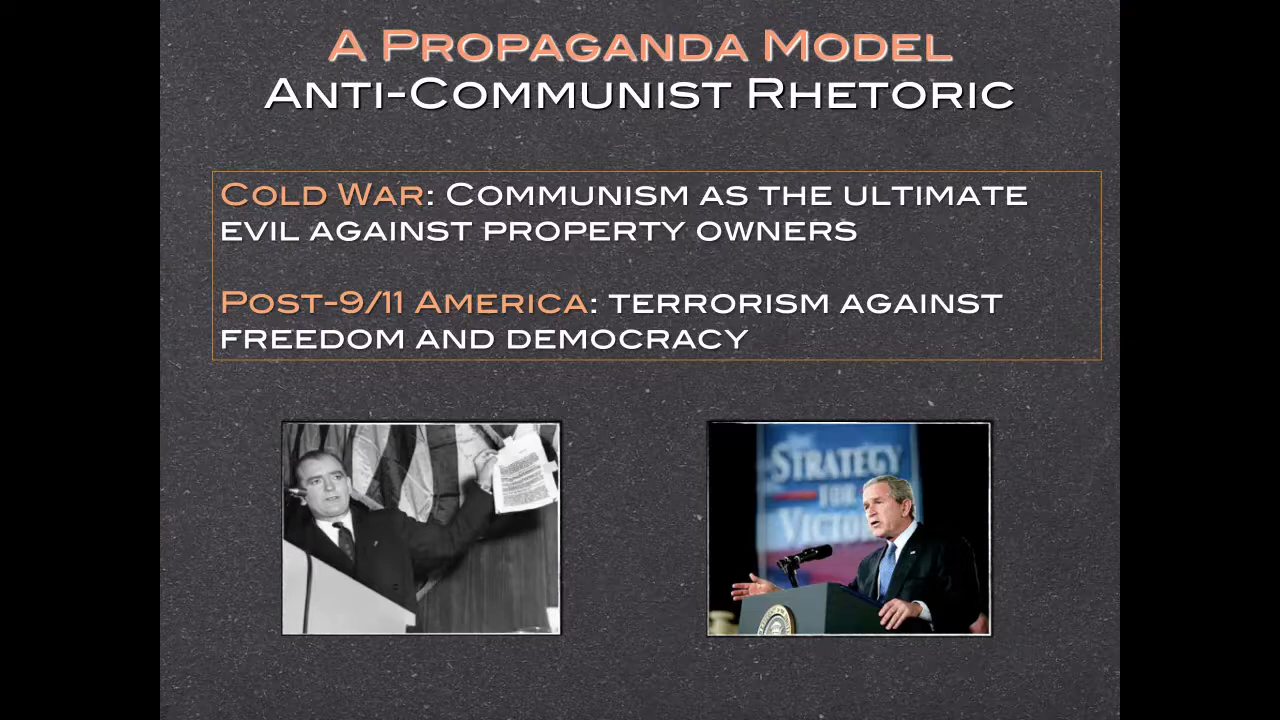 A Propaganda Model
Anti-Communist Rhetoric
Cold War: Communism as the ultimate
evil against property owners
Post-9/11 America: terrorism against
freedom and democracy
Strategy
for